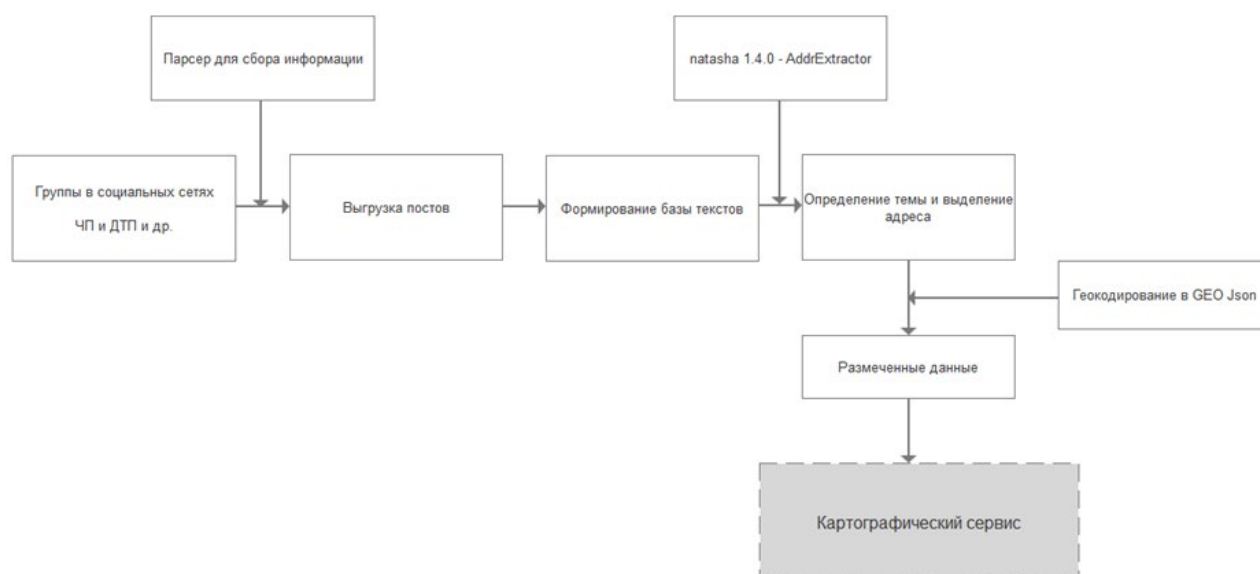 Парсер для сбора информации
natasha 1.4.0 - AddrExtractor
Группы в социальных сетях
ЧП и ДТП и др.
Выгрузка постов
Формирование базы текстов
Определение темы и выделение
адреса
Геокодирование в GEO Json
Размеченные данные
Картографический сервис